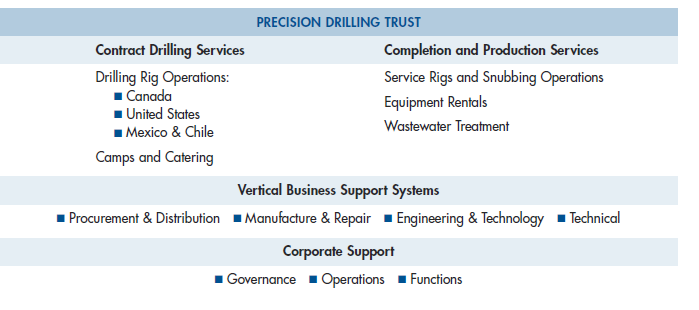 PRECISION DRILLING TRUST
Contract Drilling Services
Drilling Rig Operations:
■ Canada
■ United States
■ Mexico & Chile
Camps and Catering
Completion and Production Services
Service Rigs and Snubbing Operations
Equipment Rentals
Wastewater Treatment
Vertical Business Support Systems
■ Procurement & Distribution ■ Manufacture & Repair ■ Engineering & Technology ■ Technical
Corporate Support
■ Governance ■ Operations ■ Functions